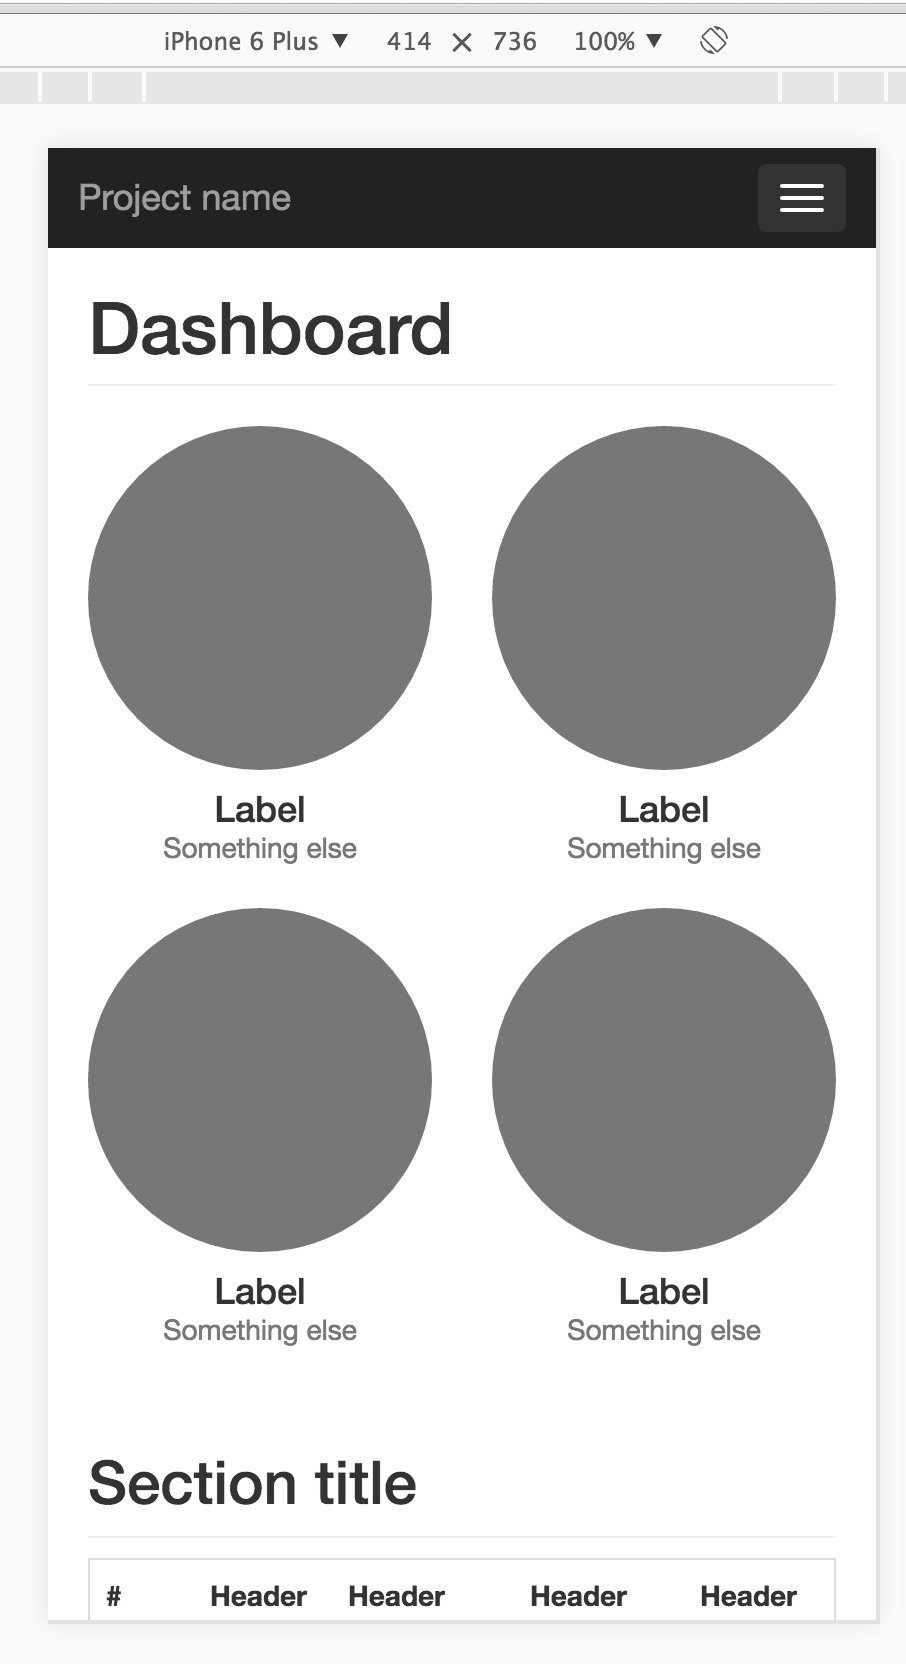 iPhone 6 Plus ▼ 414 × 736 100% ▼
Project name
Dashboard
Label Label
Something else Something else
Label Label
Something else Something else
Section title
# Header Header Header Header